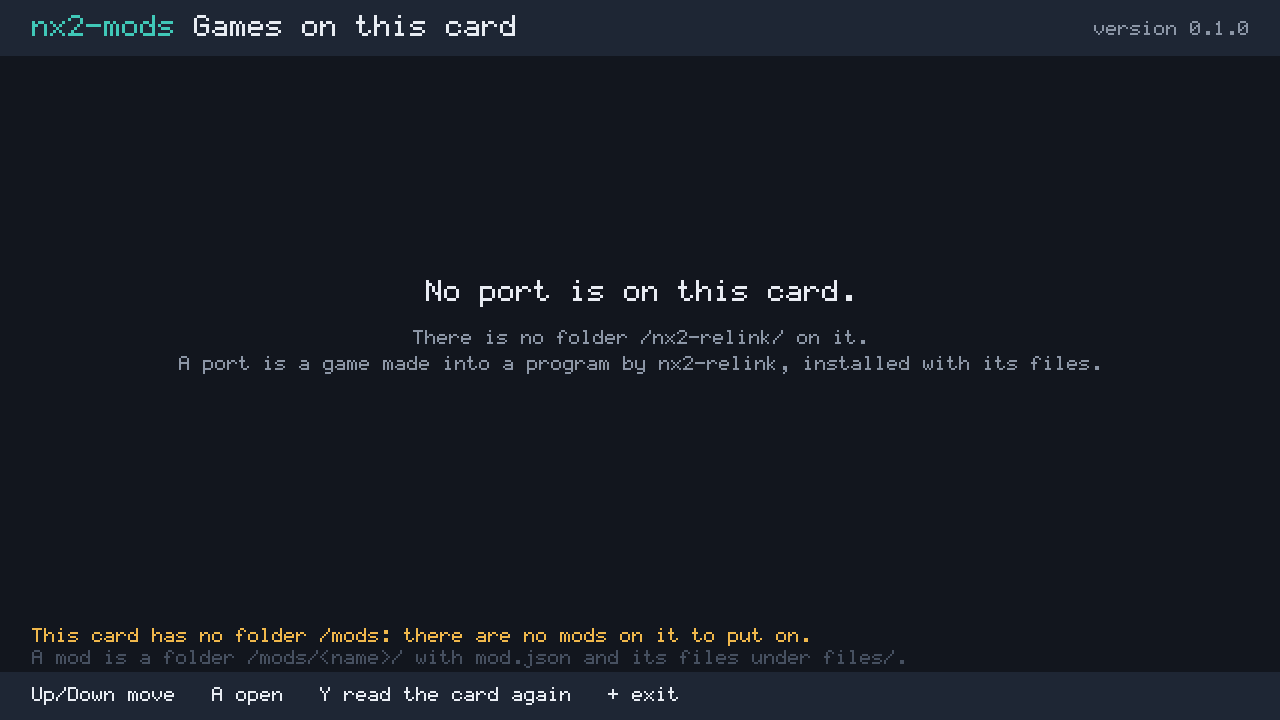 nx2-mods Games on this card
version 0.1.0
No port is on this card.
There is no folder /nx2-relink/ on it.
A port is a game made into a program by nx2-relink, installed with its files.
This card has no folder /mods: there are no mods on it to put on.
A mod is a folder /mods/<name>/ with mod.json and its files under files/.
Up/Down move A open Y read the card again + exit